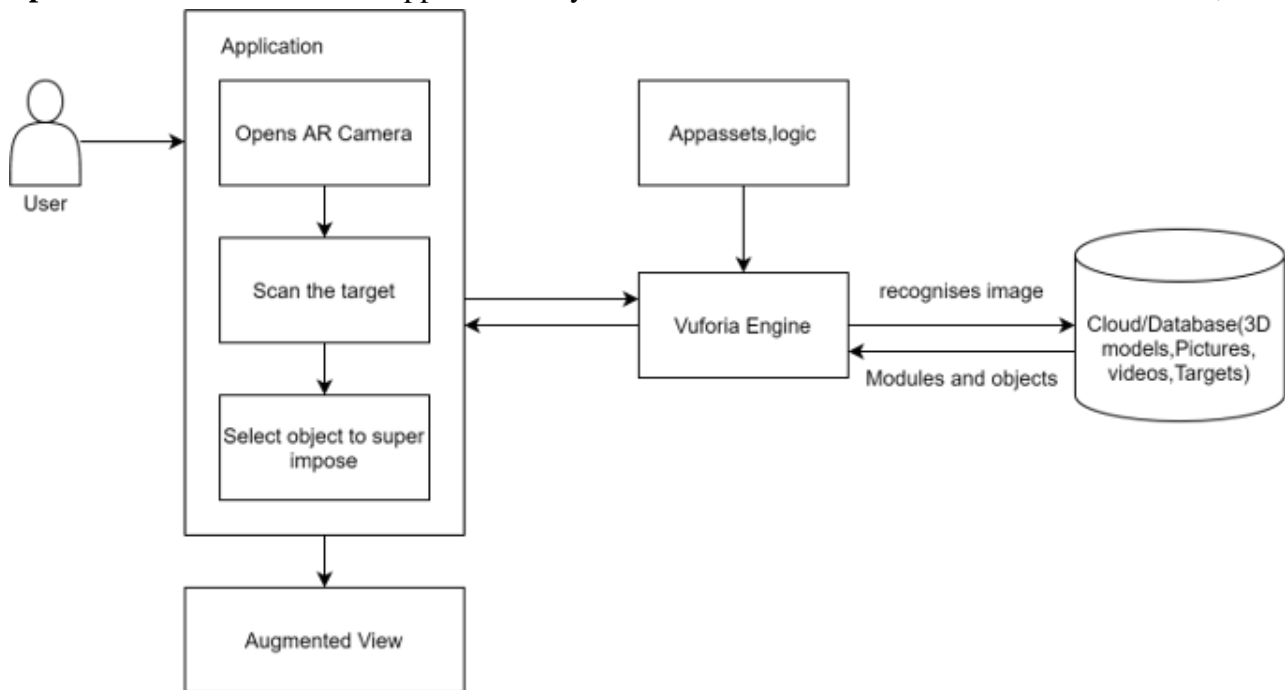 Application
Opens AR Camera
User
Scan the target
Select object to super
impose
Augmented View
Appassets,logic
Vuforia Engine
recognises image
Modules and objects
Cloud/Database(3D
models,Pictures,
videos,Targets)